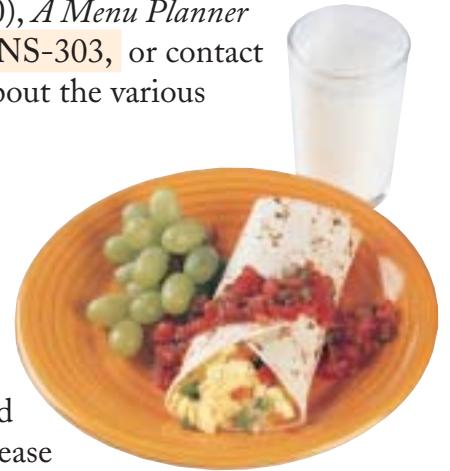 0), A Menu Planner
NS-303, or contact
bout the various
d
ease